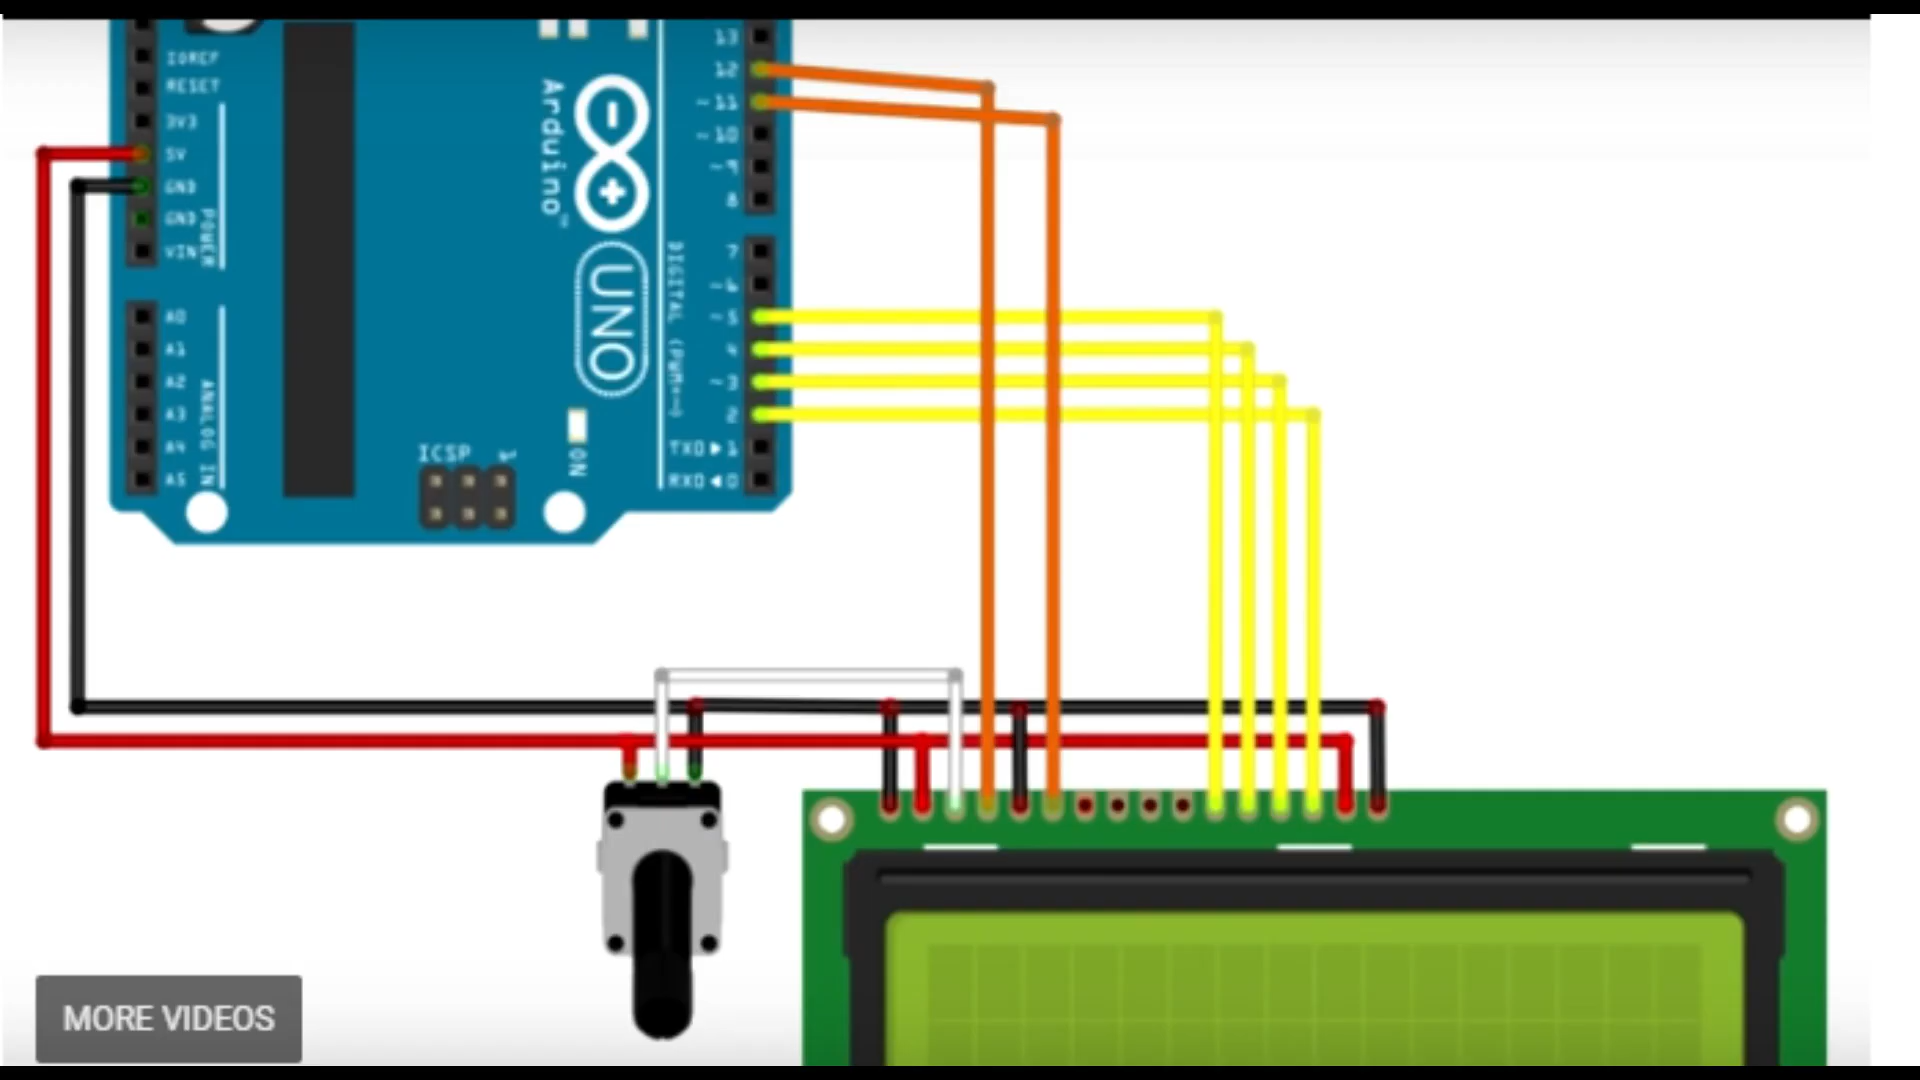 IOREF
RESET
3V3
5V
GND
GND
VIN
POWER
A0
A1
A2
A3
A4
A5
ANALOG IN
Arduino™
UNO
ICSP
1
ON
DIGITAL (PWM~)
13
12
~11
~10
~9
8
7
~6
~5
4
~3
2
TX0▶1
RX0◀0
MORE VIDEOS